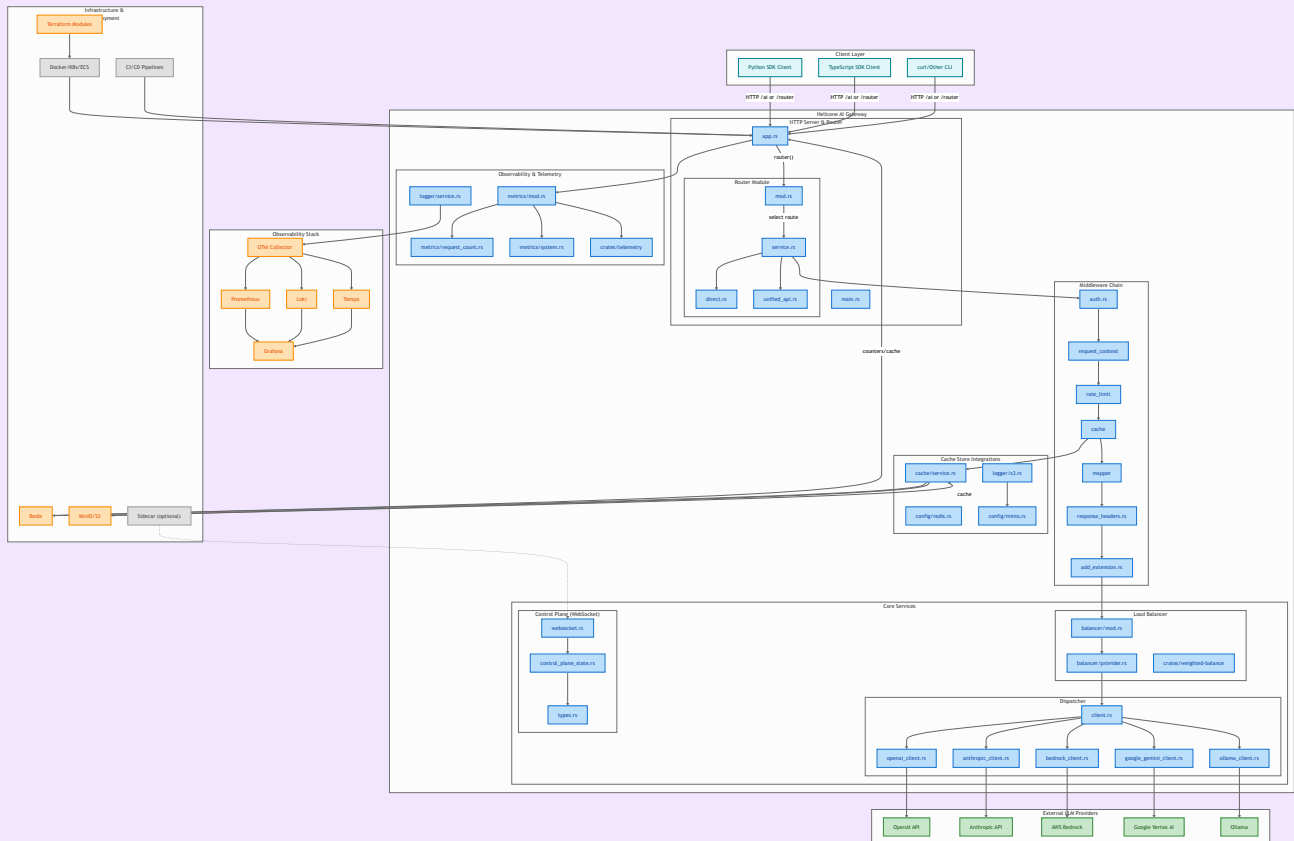 Infrastructure &
oyment
Terraform Modules
Docker/K8s/ECS
CI/CD Pipelines
Client Layer
Python SDK Client
TypeScript SDK Client
curl/Other CLI
HTTP /ai or /router
HTTP /ai or /router
HTTP /ai or /router
Helicone AI Gateway
HTTP Server & Router
app.rs
router()
Observability & Telemetry
logger/service.rs
metrics/mod.rs
metrics/request_count.rs
metrics/system.rs
crates/telemetry
Router Module
mod.rs
select route
service.rs
direct.rs
unified_api.rs
main.rs
Observability Stack
OTel Collector
Prometheus
Loki
Tempo
Grafana
Middleware Chain
auth.rs
request_context
rate_limit
cache
mapper
response_headers.rs
add_extension.rs
counters/cache
Cache Store Integrations
cache/service.rs
logger/s3.rs
cache
config/redis.rs
config/minio.rs
Redis
MinIO/S3
Sidecar (optional)
Core Services
Control Plane (WebSocket)
websocket.rs
control_plane_state.rs
types.rs
Load Balancer
balancer/mod.rs
balancer/provider.rs
crates/weighted-balance
Dispatcher
client.rs
openai_client.rs
anthropic_client.rs
bedrock_client.rs
google_gemini_client.rs
ollama_client.rs
External LLM Providers
OpenAI API
Anthropic API
AWS Bedrock
Google Vertex AI
Ollama